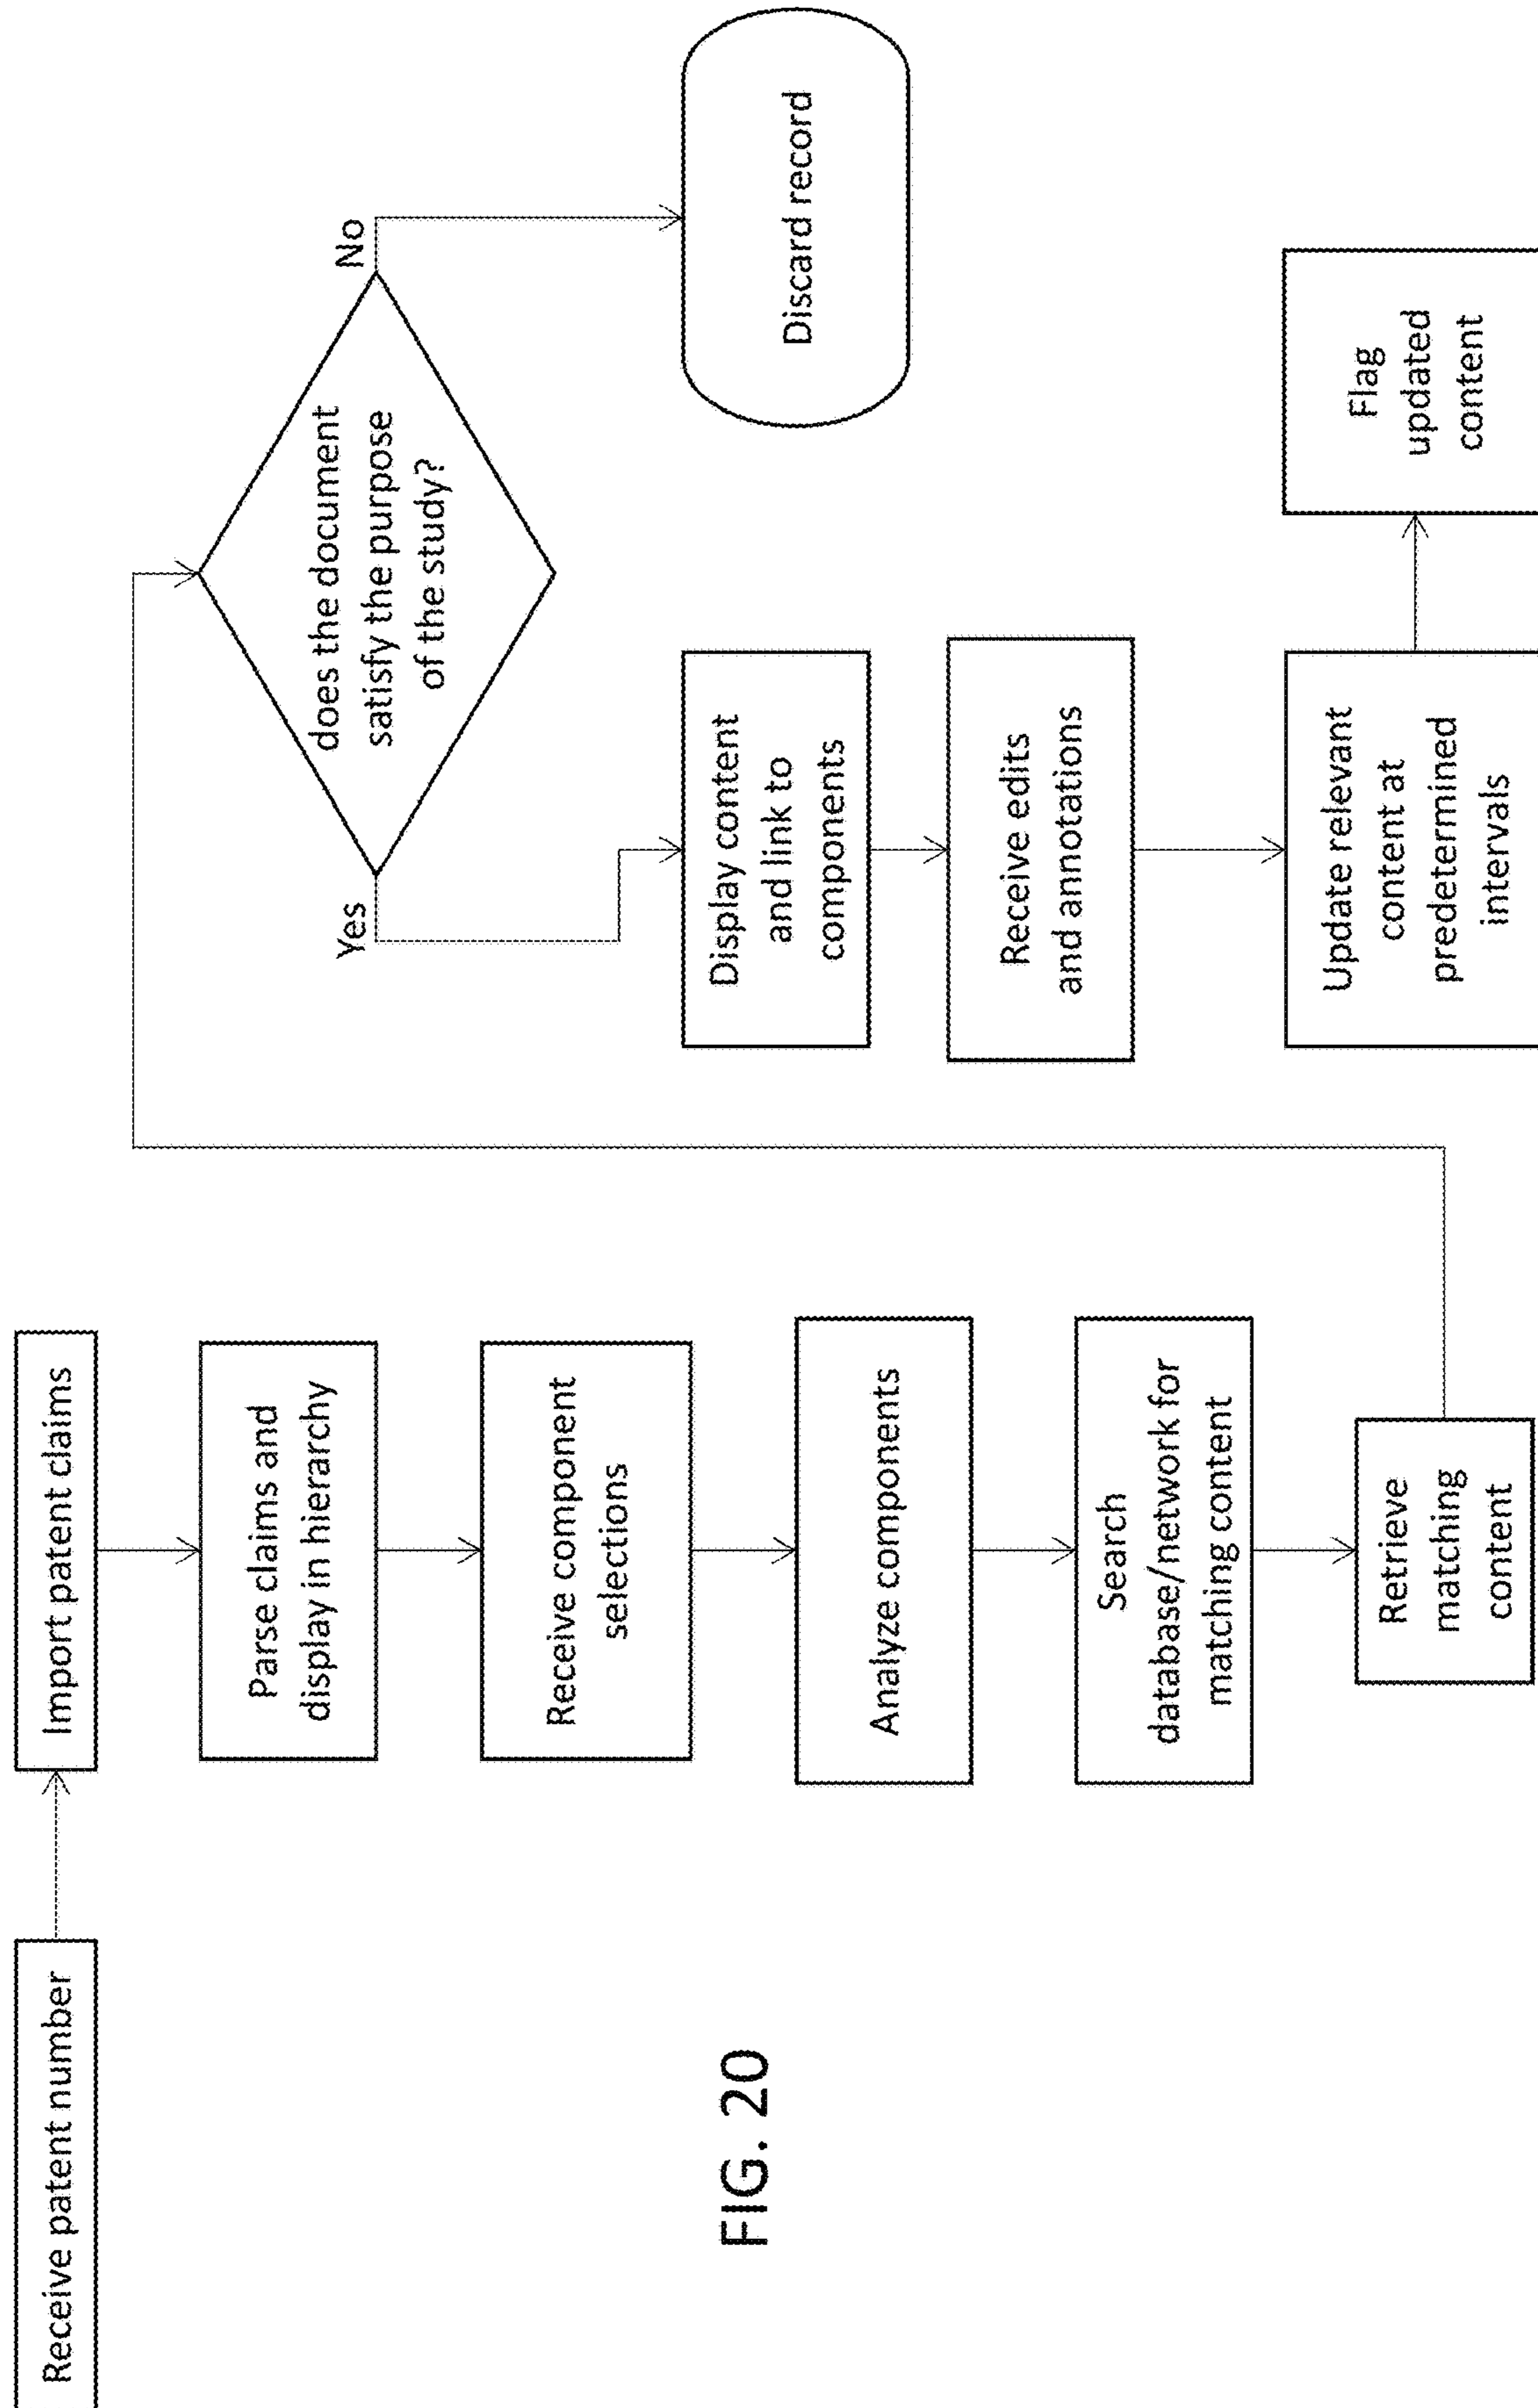 Receive patent number
Import patent claims
Parse claims and
display in hierarchy
Receive component
selections
Analyze components
Search
database/network for
matching content
Retrieve
matching
content
does the document
satisfy the purpose
of the study?
Yes
No
Display content
and link to
components
Receive edits
and annotations
Update relevant
content at
predetermined
intervals
Flag
updated
content
Discard record
FIG. 20